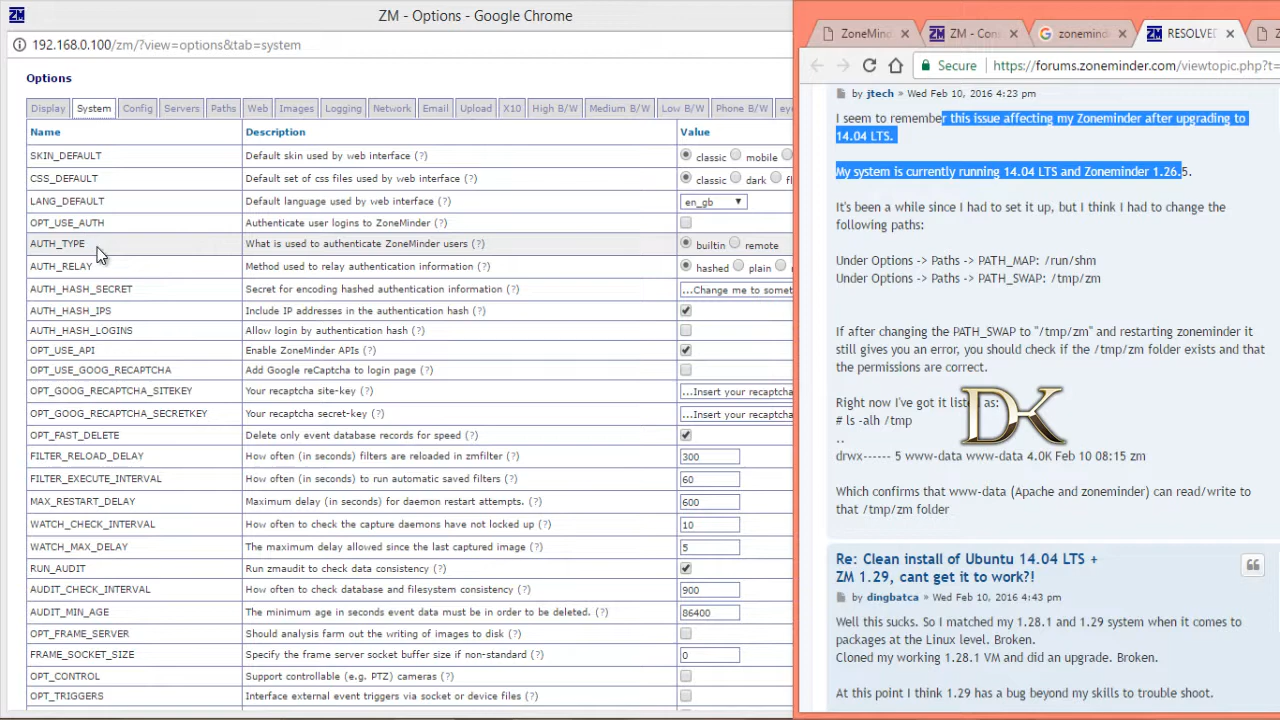 ZM - Options - Google Chrome
192.168.0.100/zm/?view=options&tab=system
Options
Display System Config Servers Paths Web Images Logging Network Email Upload X10 High B/W Medium B/W Low B/W Phone B/W
Name Description Value
SKIN_DEFAULT Default skin used by web interface (?) classic mobile
CSS_DEFAULT Default set of css files used by web interface (?) classic dark
LANG_DEFAULT Default language used by web interface (?) en_gb
OPT_USE_AUTH Authenticate user logins to ZoneMinder (?)
AUTH_TYPE What is used to authenticate ZoneMinder users (?) builtin remote
AUTH_RELAY Method used to relay authentication information (?) hashed plain
AUTH_HASH_SECRET Secret for encoding hashed authentication information (?) ...Change me to somet
AUTH_HASH_IPS Include IP addresses in the authentication hash (?)
AUTH_HASH_LOGINS Allow login by authentication hash (?)
OPT_USE_API Enable ZoneMinder APIs (?)
OPT_USE_GOOG_RECAPTCHA Add Google reCaptcha to login page (?)
OPT_GOOG_RECAPTCHA_SITEKEY Your recaptcha site-key (?) ...Insert your recaptcha
OPT_GOOG_RECAPTCHA_SECRETKEY Your recaptcha secret-key (?) ...Insert your recaptcha
OPT_FAST_DELETE Delete only event database records for speed (?)
FILTER_RELOAD_DELAY How often (in seconds) filters are reloaded in zmfilter (?) 300
FILTER_EXECUTE_INTERVAL How often (in seconds) to run automatic saved filters (?) 60
MAX_RESTART_DELAY Maximum delay (in seconds) for daemon restart attempts. (?) 600
WATCH_CHECK_INTERVAL How often to check the capture daemons have not locked up (?) 10
WATCH_MAX_DELAY The maximum delay allowed since the last captured image (?) 5
RUN_AUDIT Run zmaudit to check data consistency (?)
AUDIT_CHECK_INTERVAL How often to check database and filesystem consistency (?) 900
AUDIT_MIN_AGE The minimum age in seconds event data must be in order to be deleted. (?) 86400
OPT_FRAME_SERVER Should analysis farm out the writing of images to disk (?)
FRAME_SOCKET_SIZE Specify the frame server socket buffer size if non-standard (?) 0
OPT_CONTROL Support controllable (e.g. PTZ) cameras (?)
OPT_TRIGGERS Interface external event triggers via socket or device files (?)
ZoneMind ZM - Con zonemind RESOLVED
Secure https://forums.zoneminder.com/viewtopic.php?t=
by jtech » Wed Feb 10, 2016 4:23 pm
I seem to remember this issue affecting my Zoneminder after upgrading to
14.04 LTS.
My system is currently running 14.04 LTS and Zoneminder 1.26.5.
It's been a while since I had to set it up, but I think I had to change the
following paths:
Under Options -> Paths -> PATH_MAP: /run/shm
Under Options -> Paths -> PATH_SWAP: /tmp/zm
If after changing the PATH_SWAP to "/tmp/zm" and restarting zoneminder it
still gives you an error, you should check if the /tmp/zm folder exists and that
the permissions are correct.
Right now I've got it listed as:
# ls -alh /tmp
..
drwx------ 5 www-data www-data 4.0K Feb 10 08:15 zm
DK
Which confirms that www-data (Apache and zoneminder) can read/write to
that /tmp/zm folder
Re: Clean install of Ubuntu 14.04 LTS +
ZM 1.29, cant get it to work?!
by dingbatca » Wed Feb 10, 2016 4:43 pm
Well this sucks. So I matched my 1.28.1 and 1.29 system when it comes to
packages at the Linux level. Broken.
Cloned my working 1.28.1 VM and did an upgrade. Broken.
At this point I think 1.29 has a bug beyond my skills to trouble shoot.